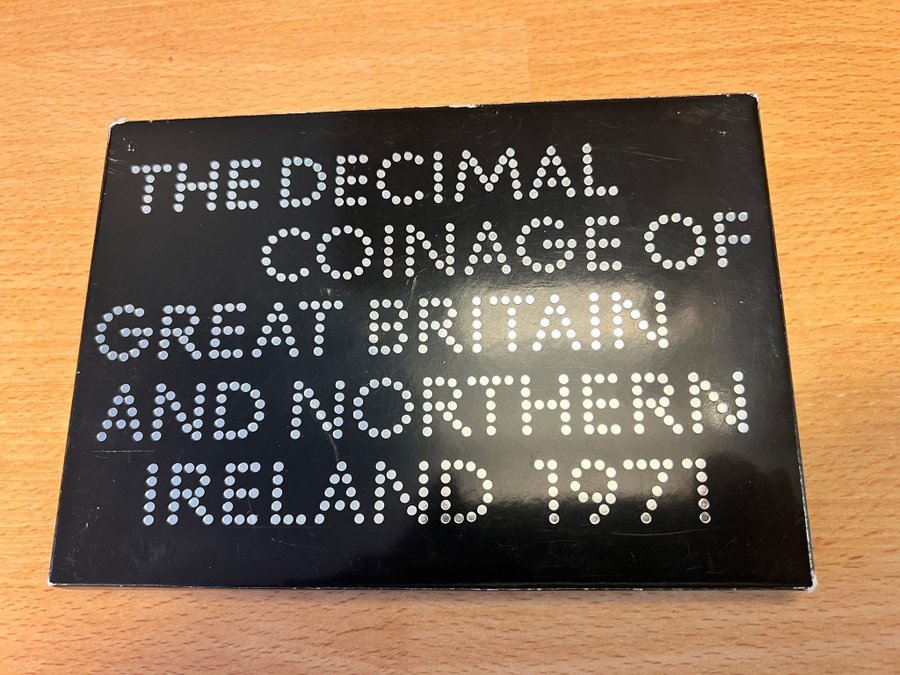 THE DECIMAL
COINAGE OF
GREAT BRITAIN
AND NORTHERN
IRELAND 1971